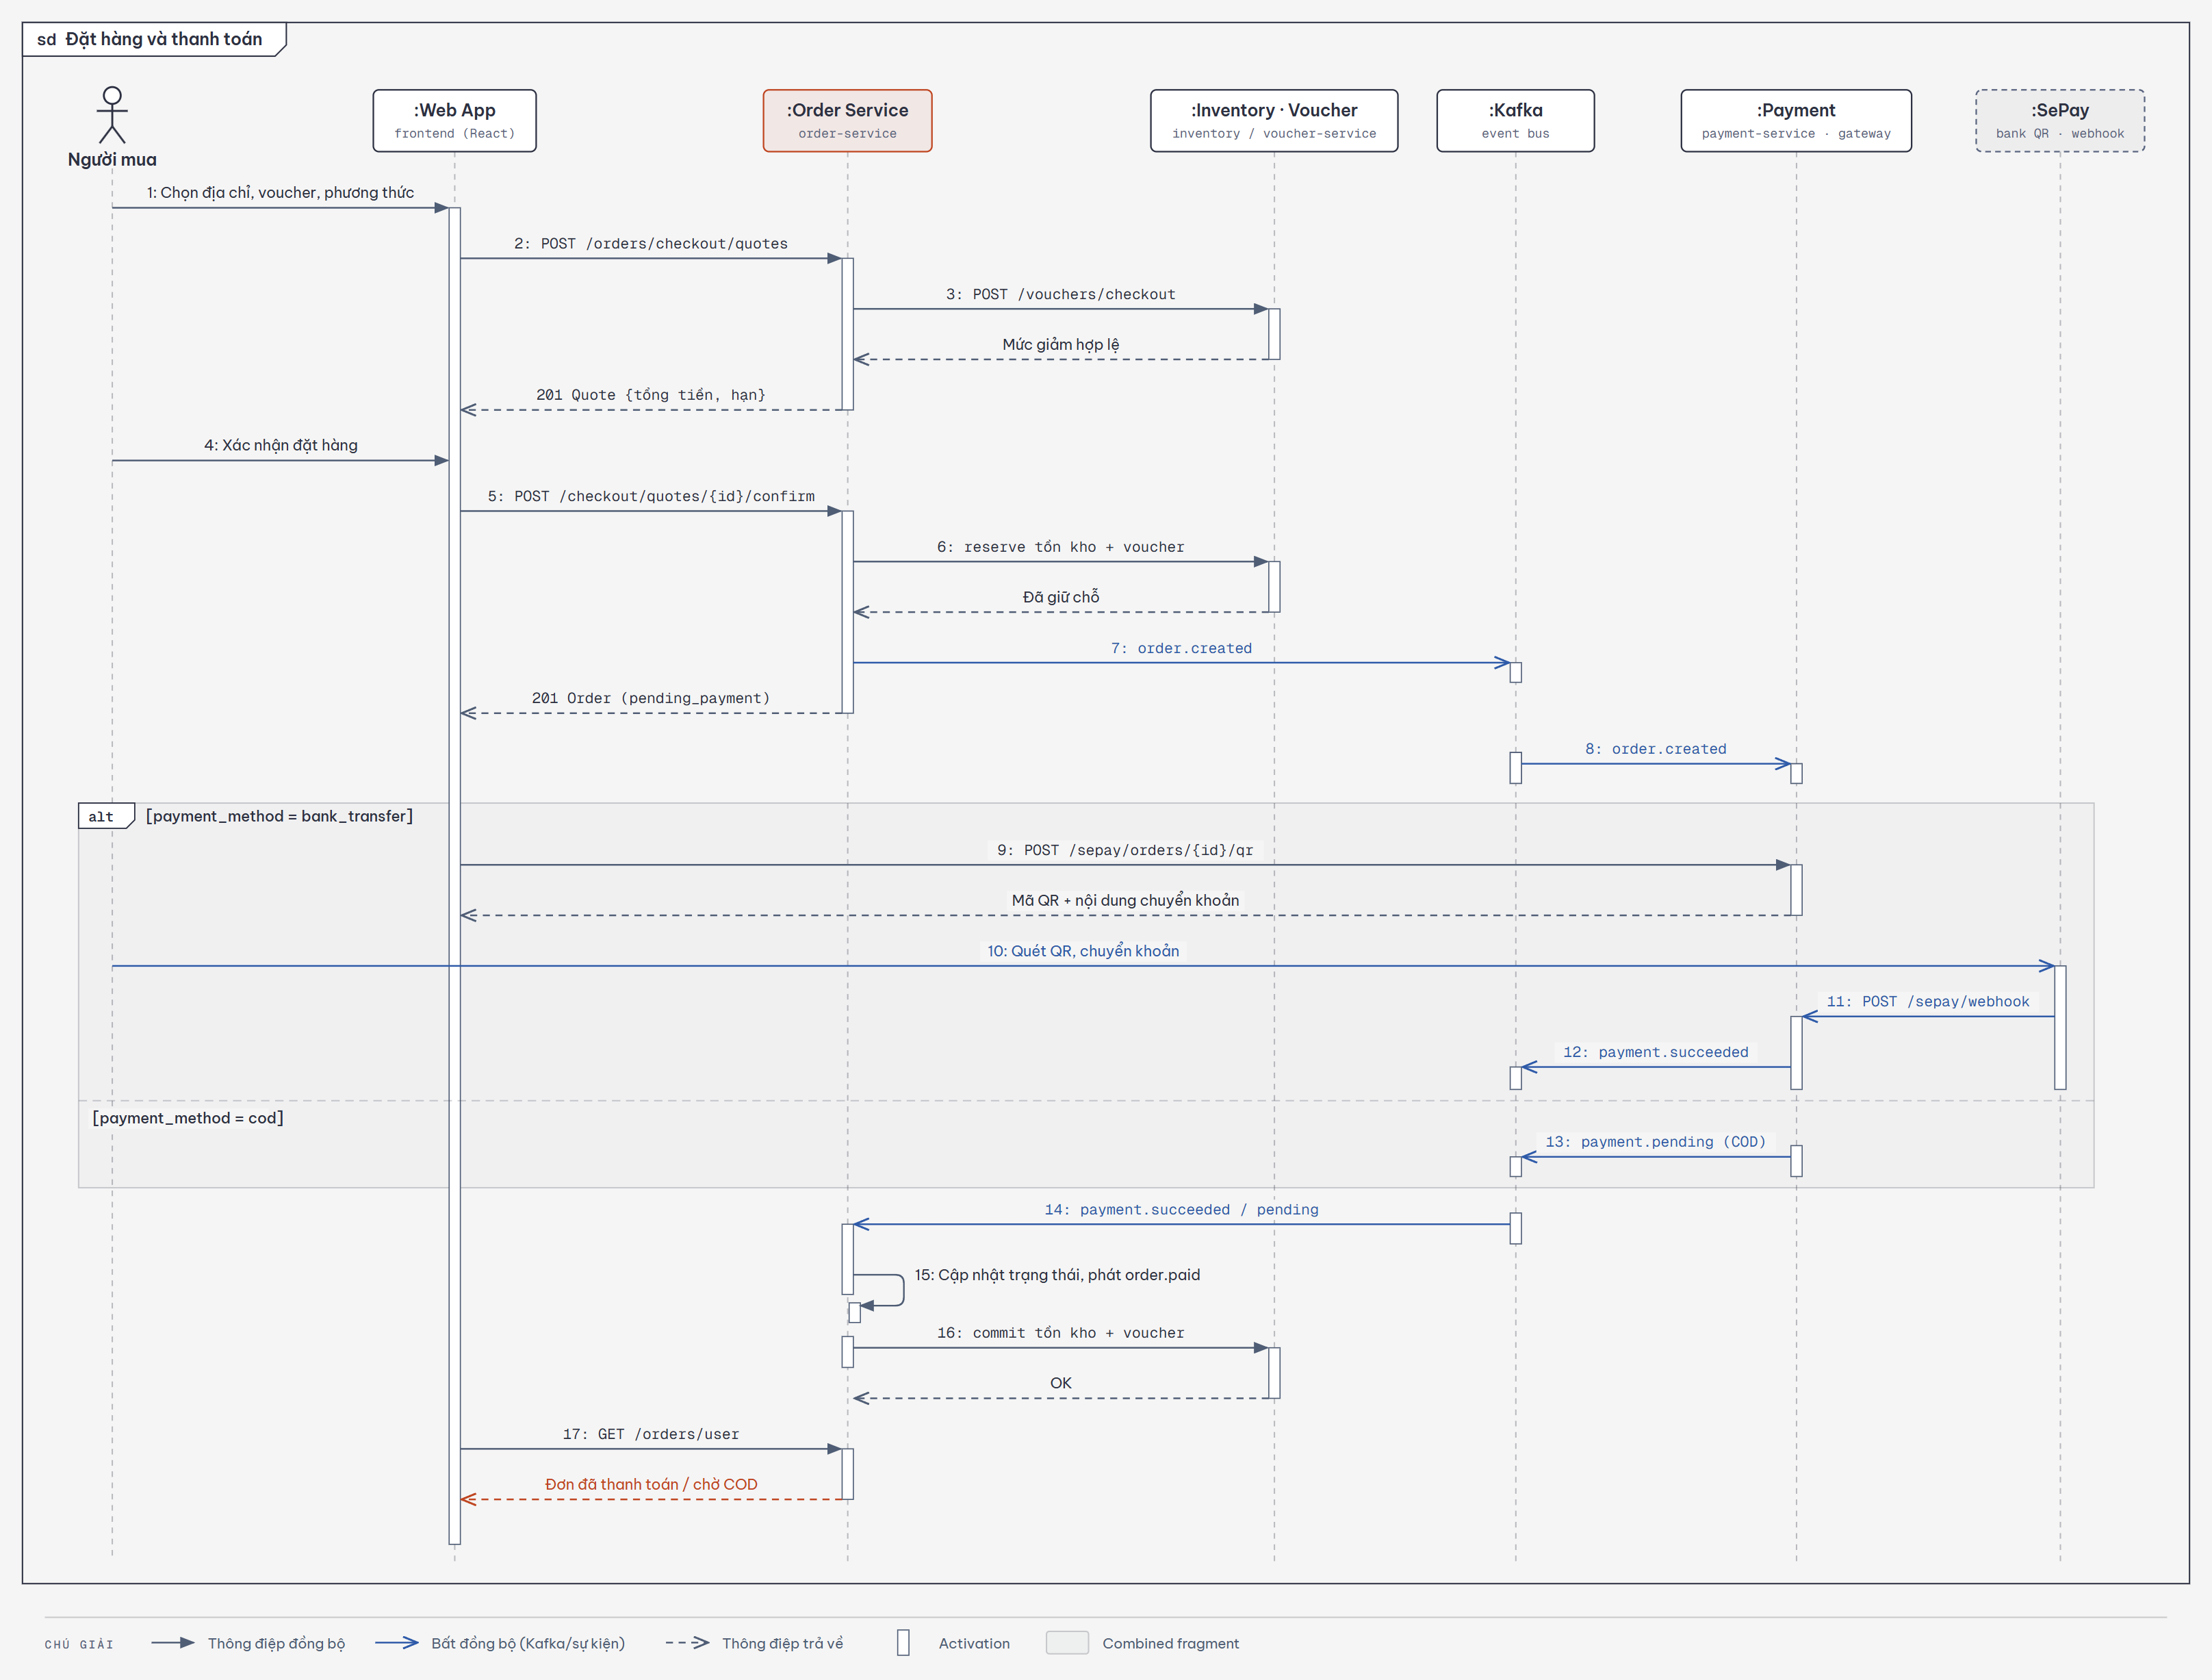 sd Đặt hàng và thanh toán
Người mua
:Web App
frontend (React)
:Order Service
order-service
:Inventory · Voucher
inventory / voucher-service
:Kafka
event bus
:Payment
payment-service · gateway
:SePay
bank QR · webhook
1: Chọn địa chỉ, voucher, phương thức
2: POST /orders/checkout/quotes
3: POST /vouchers/checkout
Mức giảm hợp lệ
201 Quote {tổng tiền, hạn}
4: Xác nhận đặt hàng
5: POST /checkout/quotes/{id}/confirm
6: reserve tồn kho + voucher
Đã giữ chỗ
7: order.created
201 Order (pending_payment)
8: order.created
alt [payment_method = bank_transfer]
9: POST /sepay/orders/{id}/qr
Mã QR + nội dung chuyển khoản
10: Quét QR, chuyển khoản
11: POST /sepay/webhook
12: payment.succeeded
[payment_method = cod]
13: payment.pending (COD)
14: payment.succeeded / pending
15: Cập nhật trạng thái, phát order.paid
16: commit tồn kho + voucher
OK
17: GET /orders/user
Đơn đã thanh toán / chờ COD
CHÚ GIẢI
Thông điệp đồng bộ
Bất đồng bộ (Kafka/sự kiện)
Thông điệp trả về
Activation
Combined fragment